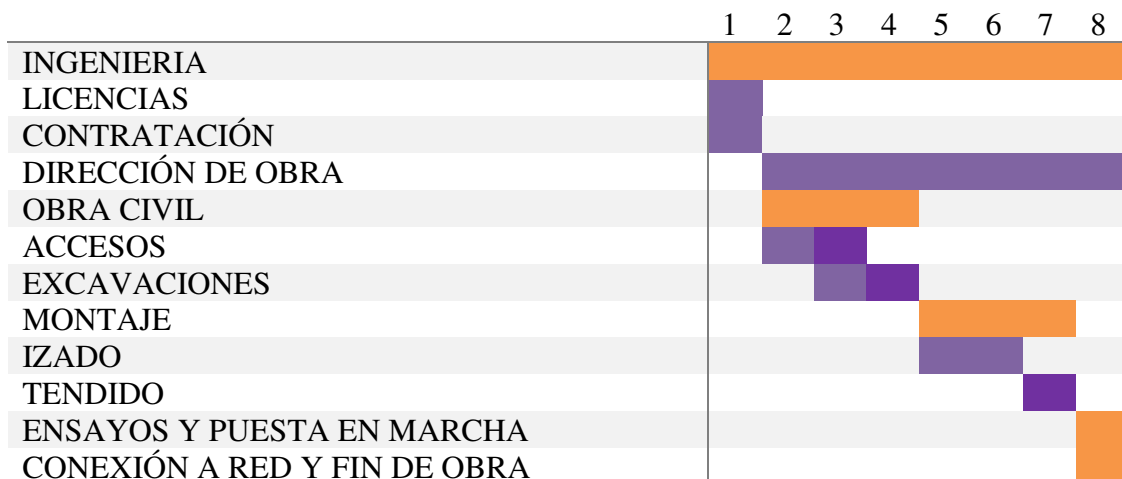 1 2 3 4 5 6 7 8
INGENIERIA
LICENCIAS
CONTRATACIÓN
DIRECCIÓN DE OBRA
OBRA CIVIL
ACCESOS
EXCAVACIONES
MONTAJE
IZADO
TENDIDO
ENSAYOS Y PUESTA EN MARCHA
CONEXIÓN A RED Y FIN DE OBRA